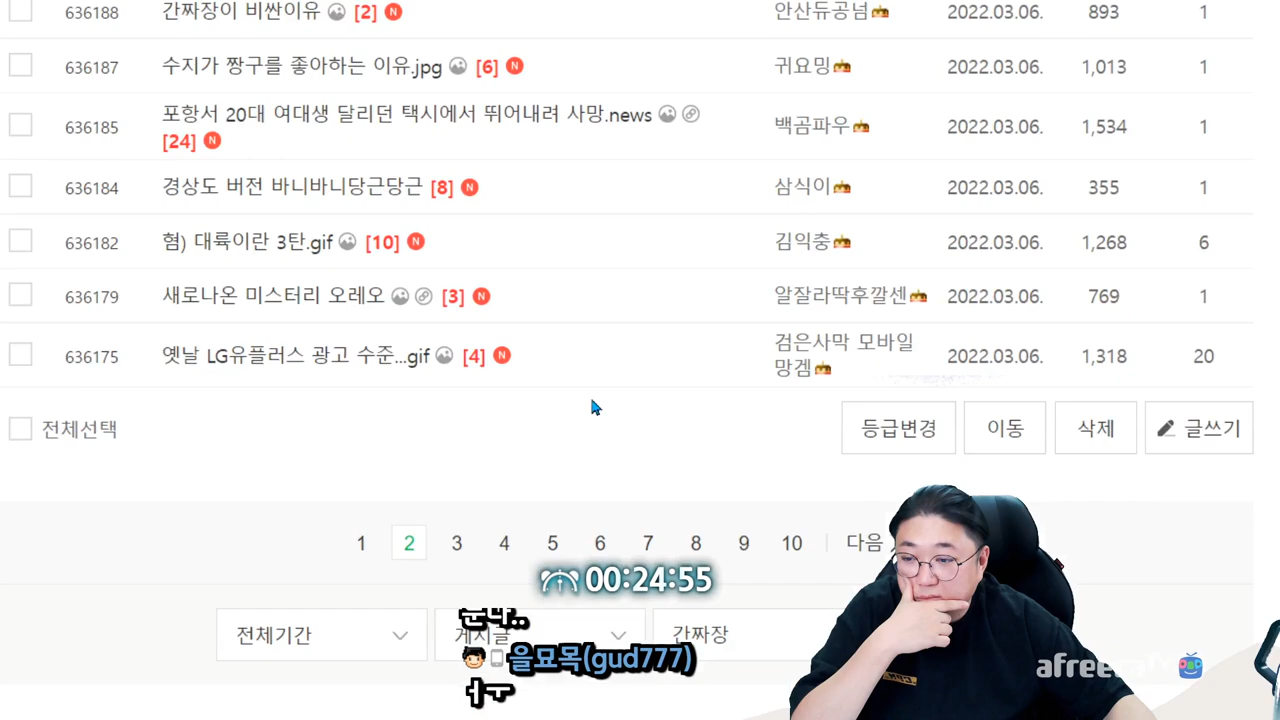 636188 간짜장이 비싼이유 [2] N 안산듀공넘 2022.03.06. 893 1
636187 수지가 짱구를 좋아하는 이유.jpg [6] N 귀요밍 2022.03.06. 1,013 1
636185 포항서 20대 여대생 달리던 택시에서 뛰어내려 사망.news 백곰파우 2022.03.06. 1,534 1
[24] N
636184 경상도 버전 바니바니당근당근 [8] N 삼식이 2022.03.06. 355 1
636182 혐) 대륙이란 3탄.gif [10] N 김익충 2022.03.06. 1,268 6
636179 새로나온 미스터리 오레오 [3] N 알잘라딱후깔센 2022.03.06. 769 1
636175 옛날 LG유플러스 광고 수준...gif [4] N 검은사막 모바일 2022.03.06. 1,318 20
망겜
전체선택 등급변경 이동 삭제 글쓰기
1 2 3 4 5 6 7 8 9 10 다음
00:24:55
전체기간 게시글 간짜장
을묘목(gud777)
ㅓㅜ